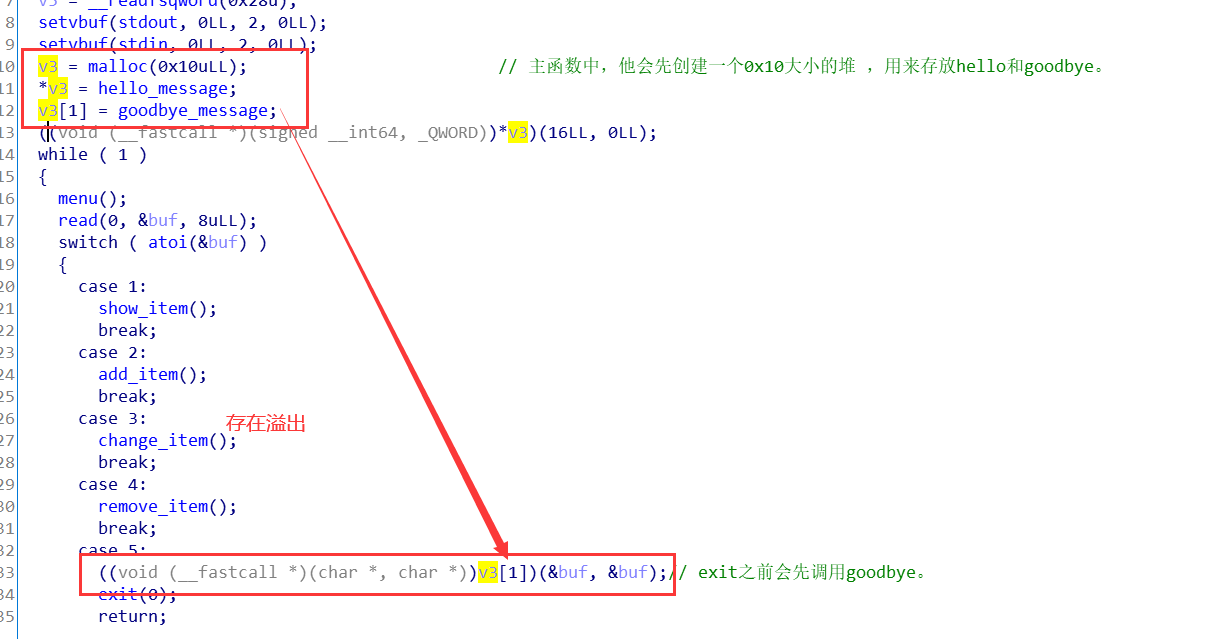 7 v5 = __readfsqword(0x28u);
8 setvbuf(stdout, 0LL, 2, 0LL);
9 setvbuf(stdin, 0LL, 2, 0LL);
10 v3 = malloc(0x10uLL); // 主函数中，他会先创建一个0x10大小的堆 ，用来存放hello和goodbye。
11 *v3 = hello_message;
12 v3[1] = goodbye_message;
13 ((void (__fastcall *)(signed __int64, _QWORD))*v3)(16LL, 0LL);
14 while ( 1 )
15 {
16 menu();
17 read(0, &buf, 8uLL);
18 switch ( atoi(&buf) )
19 {
20 case 1:
21 show_item();
22 break;
23 case 2:
24 add_item();
25 break;
26 case 3:
存在溢出
27 change_item();
28 break;
29 case 4:
30 remove_item();
31 break;
32 case 5:
33 ((void (__fastcall *)(char *, char *))v3[1])(&buf, &buf);// exit之前会先调用goodbye。
34 exit(0);
35 return;